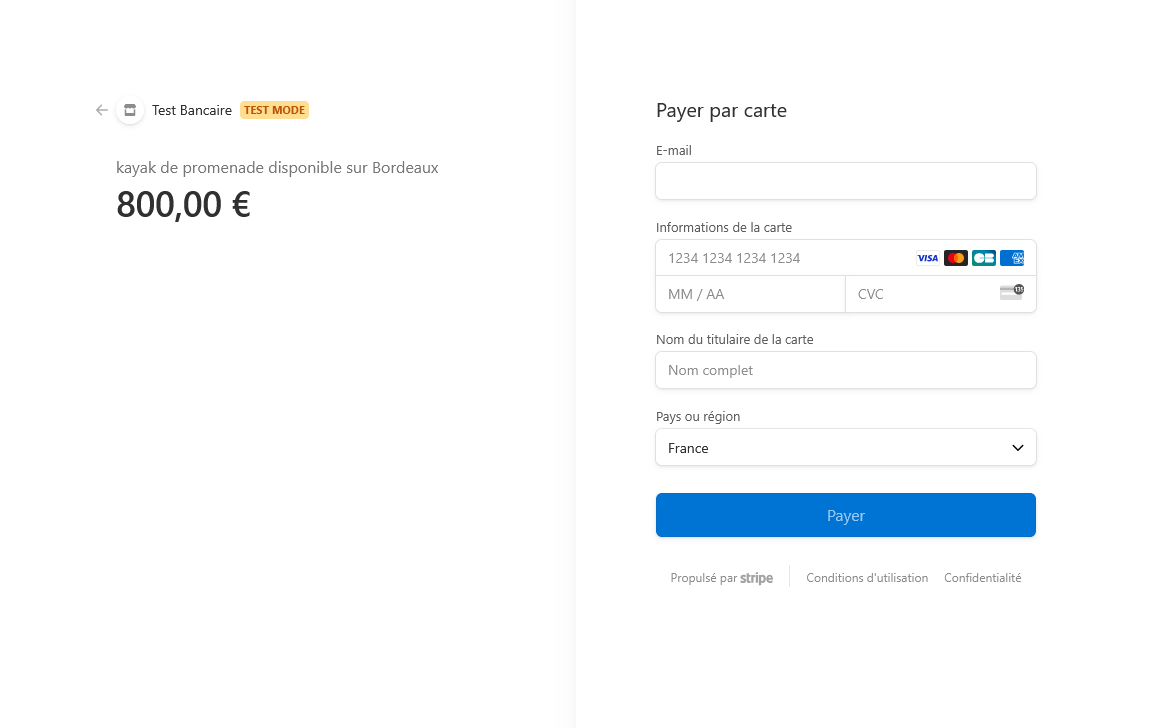 Test Bancaire TEST MODE
kayak de promenade disponible sur Bordeaux
800,00 €
Payer par carte
E-mail
Informations de la carte
1234 1234 1234 1234 VISA
MM / AA CVC 135
Nom du titulaire de la carte
Nom complet
Pays ou région
France
Payer
Propulsé par stripe Conditions d'utilisation Confidentialité